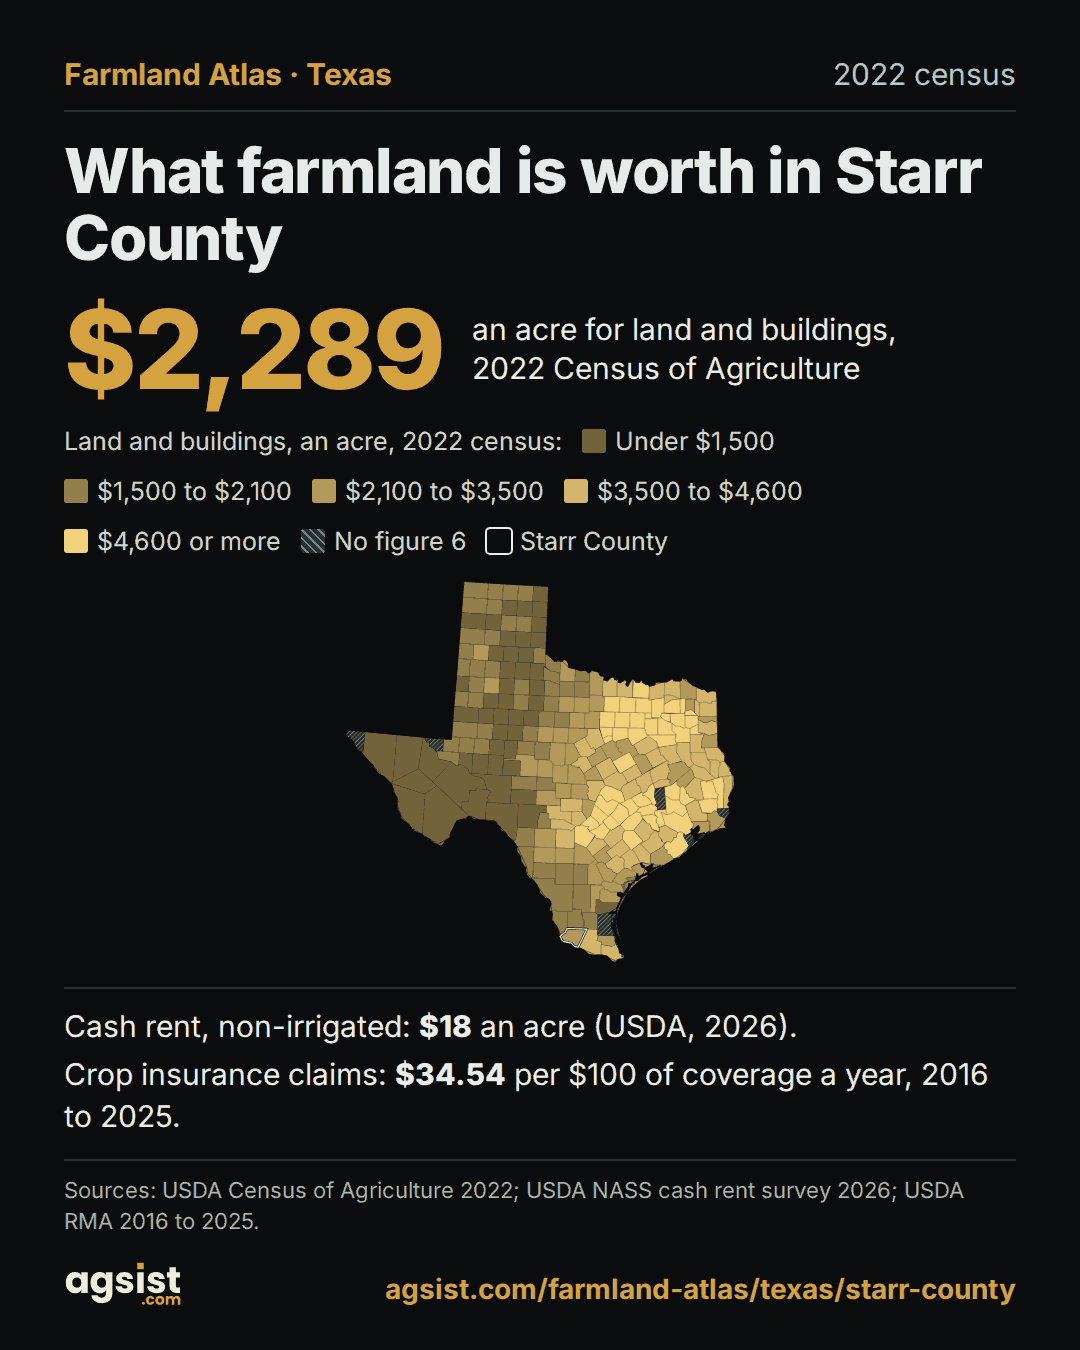 Farmland Atlas · Texas
2022 census
What farmland is worth in Starr
County
$2,289
an acre for land and buildings,
2022 Census of Agriculture
Land and buildings, an acre, 2022 census: Under $1,500
$1,500 to $2,100 $2,100 to $3,500 $3,500 to $4,600
$4,600 or more No figure 6 Starr County
Cash rent, non-irrigated: $18 an acre (USDA, 2026).
Crop insurance claims: $34.54 per $100 of coverage a year, 2016
to 2025.
Sources: USDA Census of Agriculture 2022; USDA NASS cash rent survey 2026; USDA
RMA 2016 to 2025.
agsist
.com
agsist.com/farmland-atlas/texas/starr-county